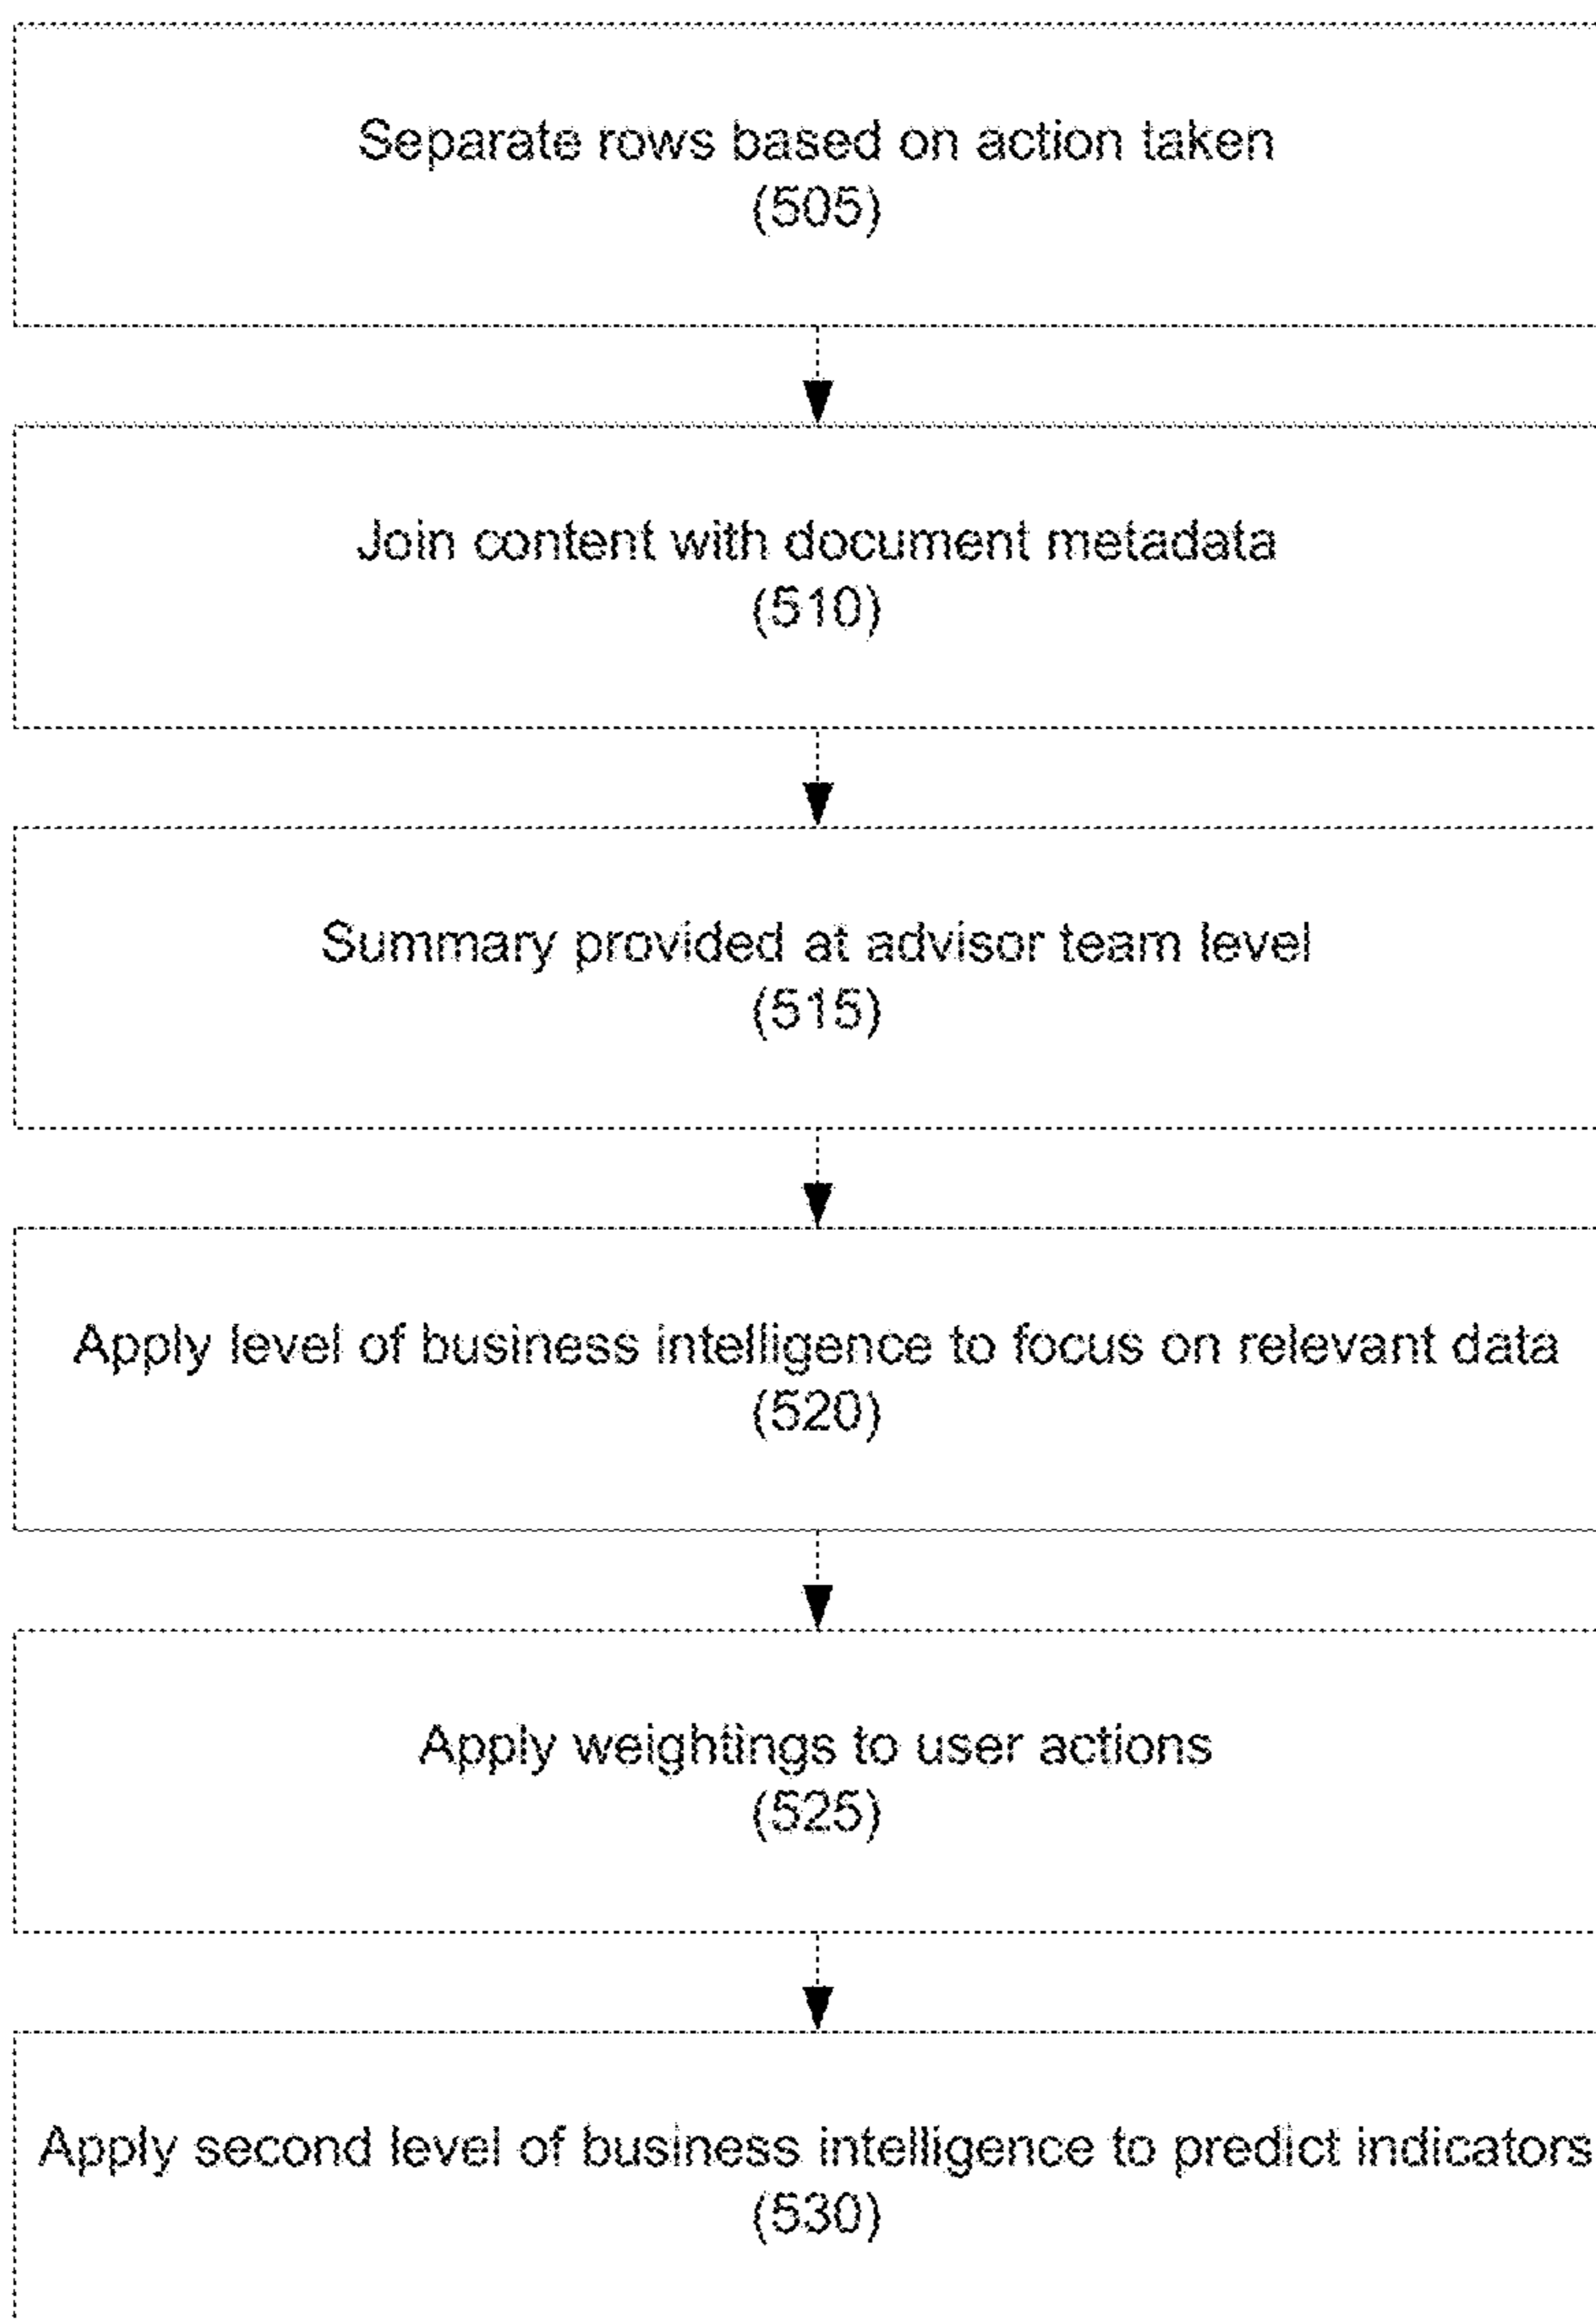 Separate rows based on action taken
(505)
Join content with document metadata
(510)
Summary provided at advisor team level
(515)
Apply level of business intelligence to focus on relevant data
(520)
Apply weightings to user actions
(525)
Apply second level of business intelligence to predict indicators
(530)